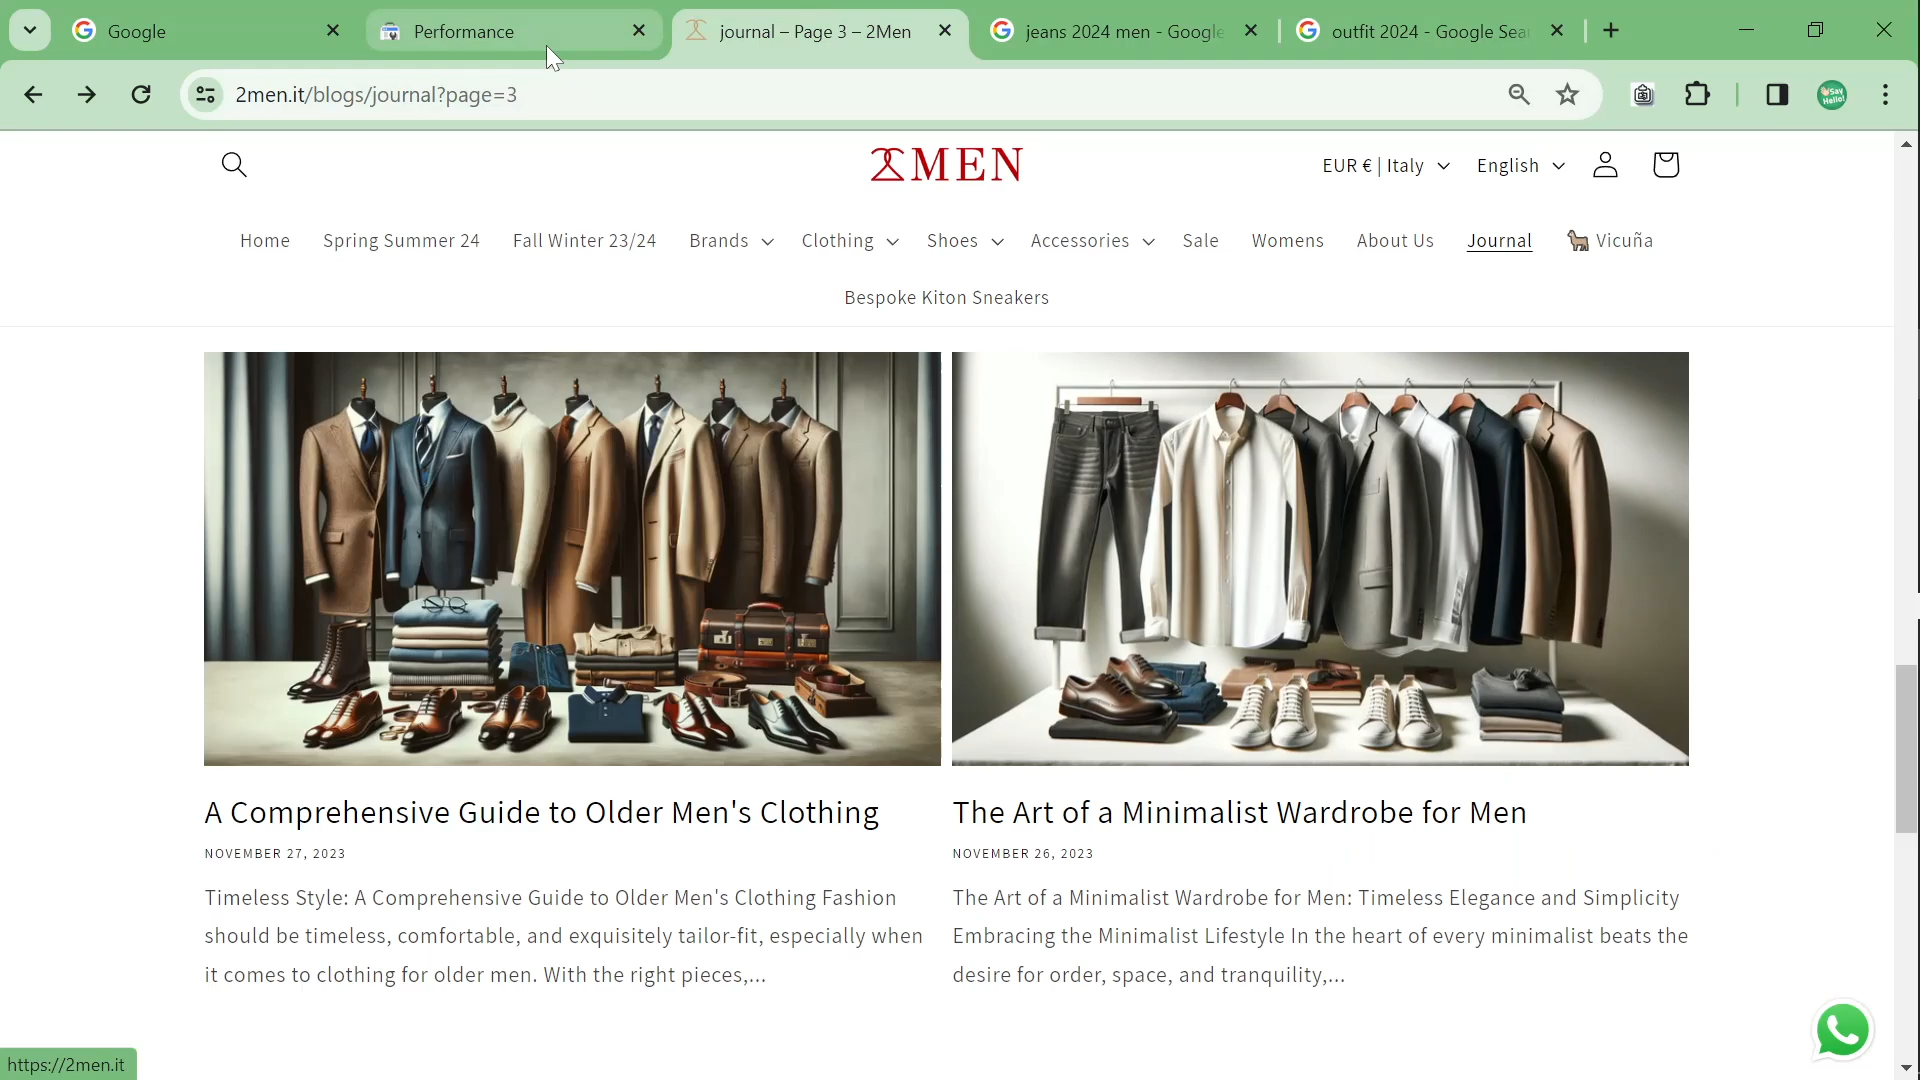 Google
Performance
journal – Page 3 – 2Men
jeans 2024 men - Google
outfit 2024 - Google Sea
2men.it/blogs/journal?page=3
2MEN
EUR € | Italy
English
Home
Spring Summer 24
Fall Winter 23/24
Brands
Clothing
Shoes
Accessories
Sale
Womens
About Us
Journal
Vicuña
Bespoke Kiton Sneakers
A Comprehensive Guide to Older Men's Clothing
NOVEMBER 27, 2023
Timeless Style: A Comprehensive Guide to Older Men's Clothing Fashion
should be timeless, comfortable, and exquisitely tailor-fit, especially when
it comes to clothing for older men. With the right pieces,...
The Art of a Minimalist Wardrobe for Men
NOVEMBER 26, 2023
The Art of a Minimalist Wardrobe for Men: Timeless Elegance and Simplicity
Embracing the Minimalist Lifestyle In the heart of every minimalist beats the
desire for order, space, and tranquility,...
https://2men.it